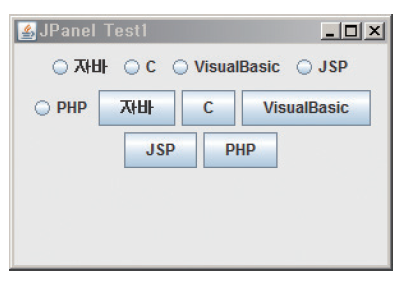 JPanel Test1
자바 C VisualBasic JSP
PHP 자바 C VisualBasic
JSP PHP